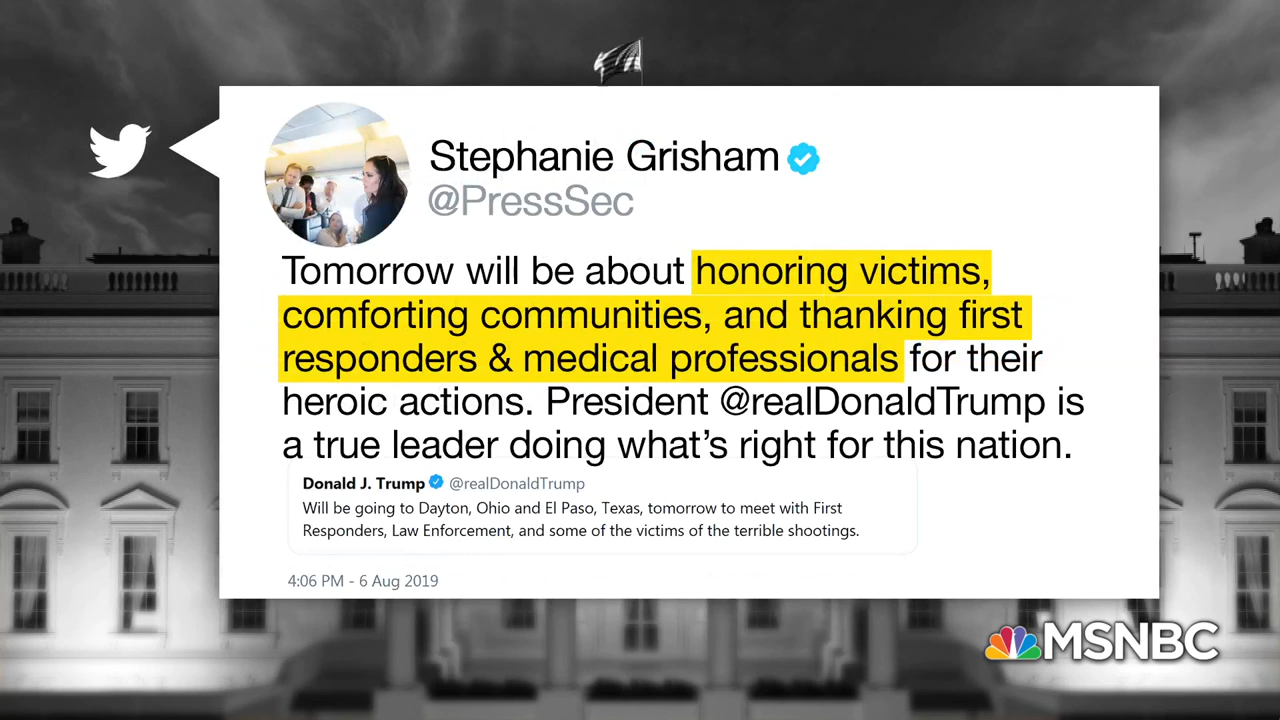 Stephanie Grisham
@PressSec
Tomorrow will be about honoring victims,
comforting communities, and thanking first
responders & medical professionals for their
heroic actions. President @realDonaldTrump is
a true leader doing what's right for this nation.
Donald J. Trump @realDonaldTrump
Will be going to Dayton, Ohio and El Paso, Texas, tomorrow to meet with First
Responders, Law Enforcement, and some of the victims of the terrible shootings.
4:06 PM - 6 Aug 2019
MSNBC